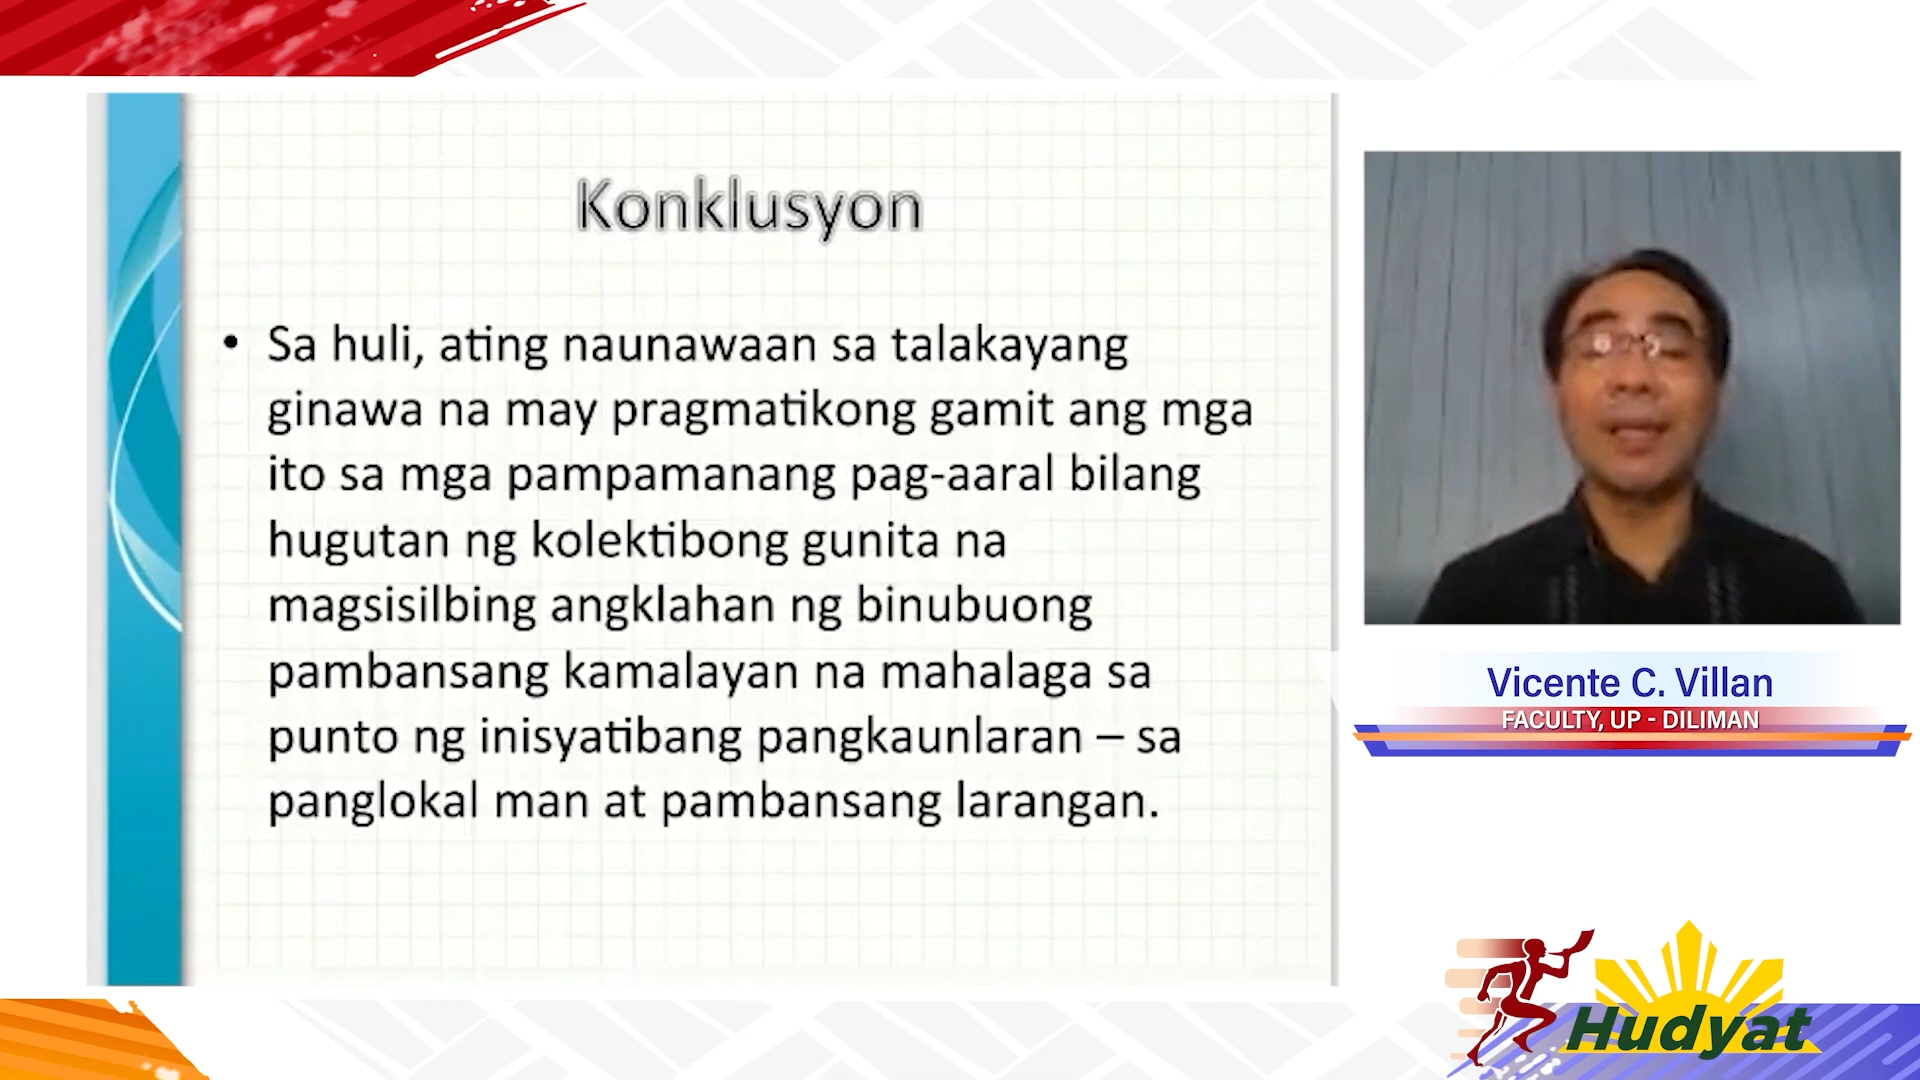 Konklusyon
• Sa huli, ating naunawaan sa talakayang
ginawa na may pragmatikong gamit ang mga
ito sa mga pampamanang pag-aaral bilang
hugutan ng kolektibong gunita na
magsisilbing angklahan ng binubuong
pambansang kamalayan na mahalaga sa
punto ng inisyatibang pangkaunlaran – sa
panglokal man at pambansang larangan.
Vicente C. Villan
FACULTY, UP - DILIMAN
Hudyat